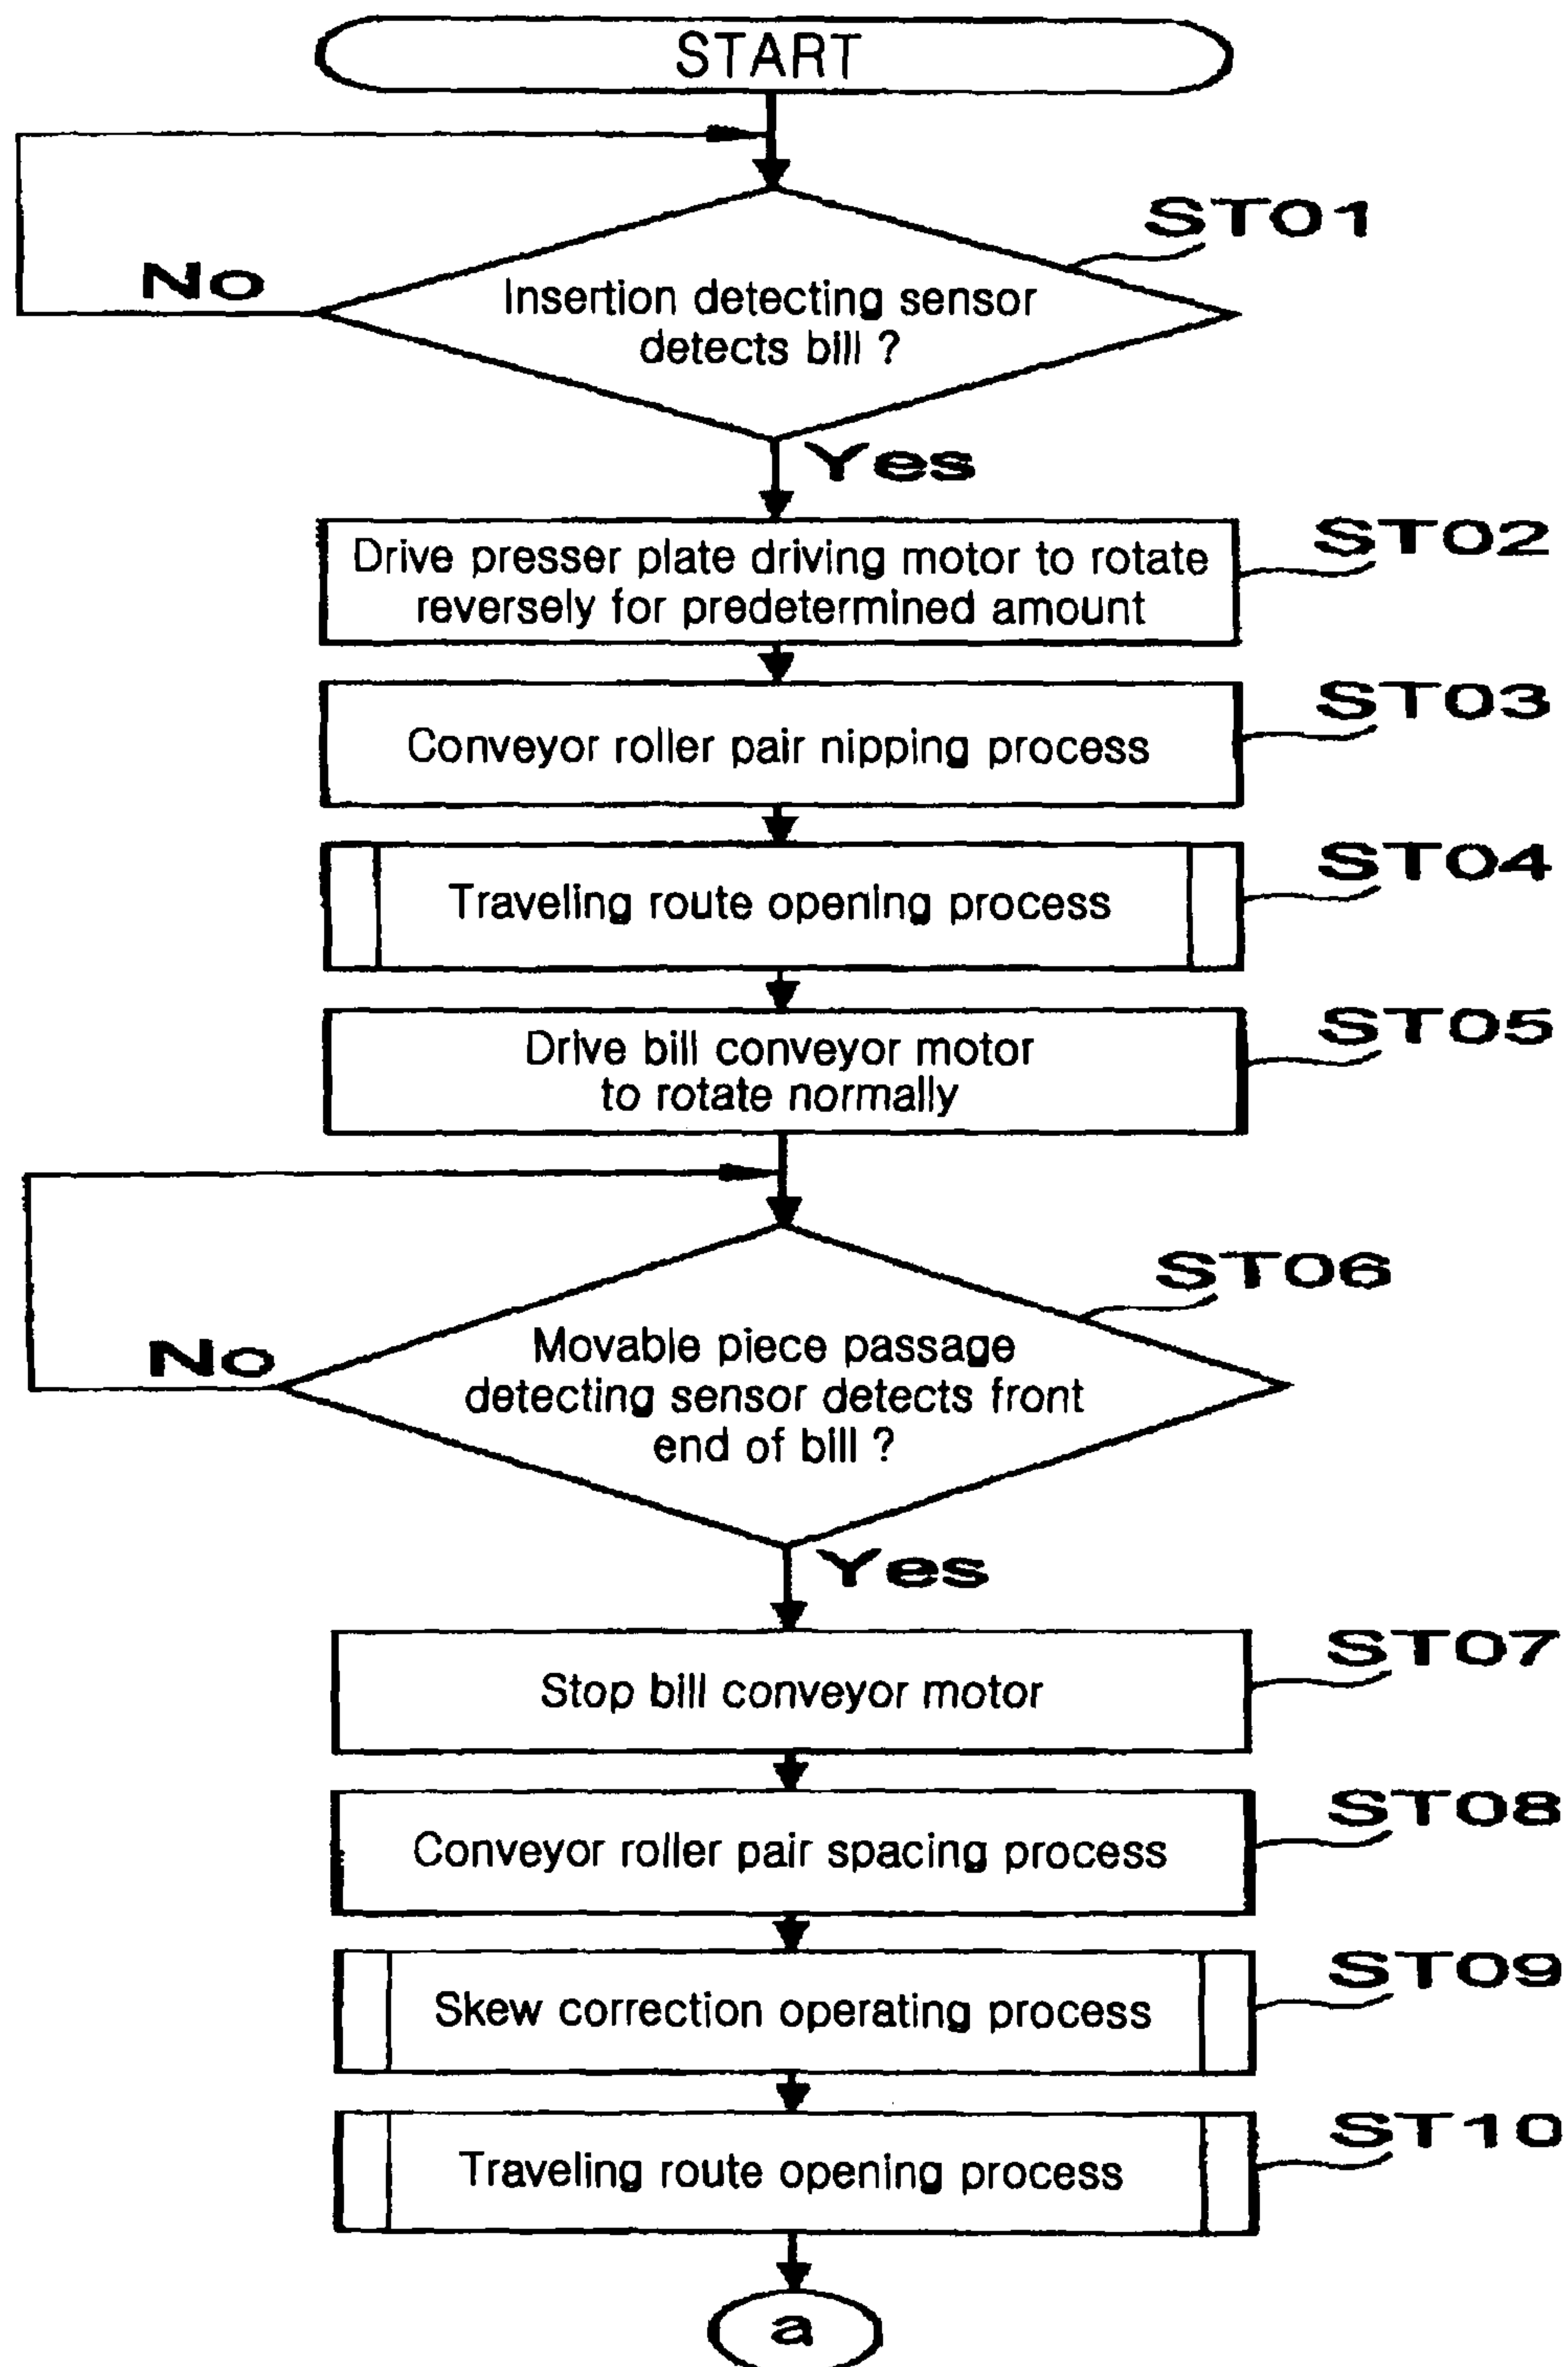 START
ST01
No
Insertion detecting sensor
detects bill ?
Yes
ST02
Drive presser plate driving motor to rotate
reversely for predetermined amount
ST03
Conveyor roller pair nipping process
ST04
Traveling route opening process
ST05
Drive bill conveyor motor
to rotate normally
ST06
No
Movable piece passage
detecting sensor detects front
end of bill ?
Yes
ST07
Stop bill conveyor motor
ST08
Conveyor roller pair spacing process
ST09
Skew correction operating process
ST10
Traveling route opening process
a